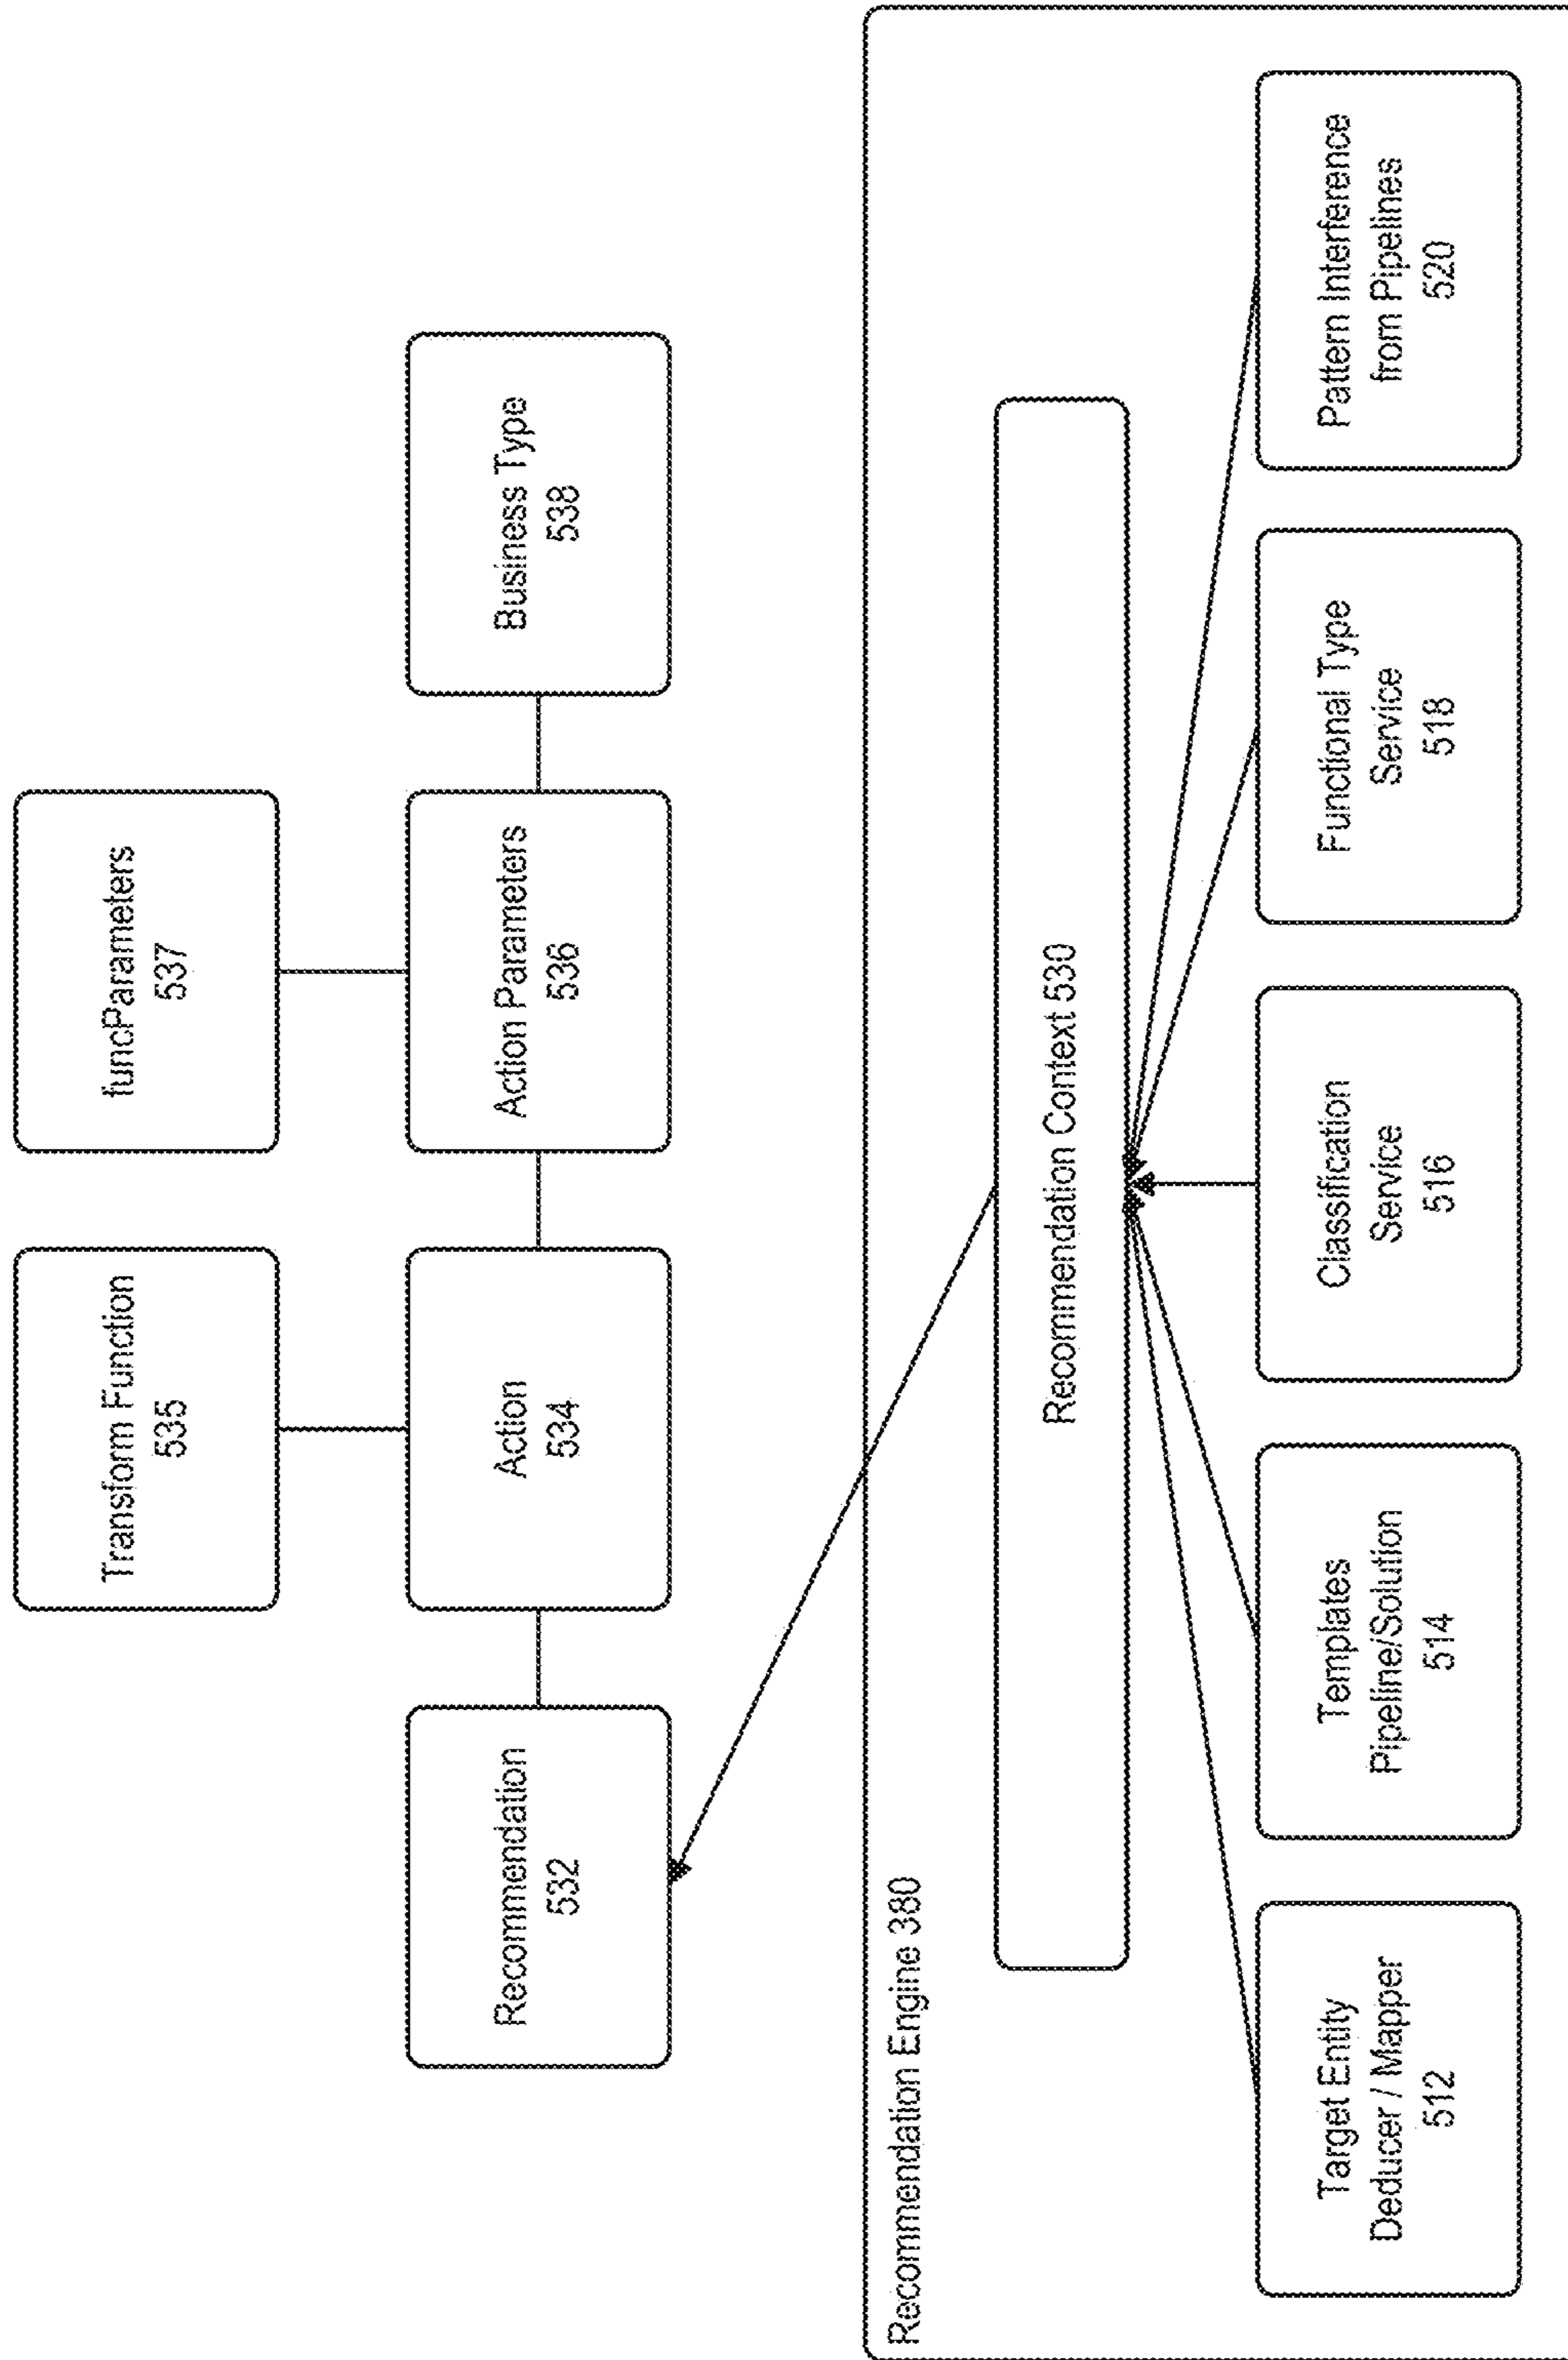 Transform Function
535
funcParameters
537
Recommendation
532
Action
534
Action Parameters
536
Business Type
538
Recommendation Engine 380
Recommendation Context 530
Target Entity
Deducer / Mapper
512
Templates
Pipeline/Solution
514
Classification
Service
516
Functional Type
Service
518
Pattern Interference
from Pipelines
520